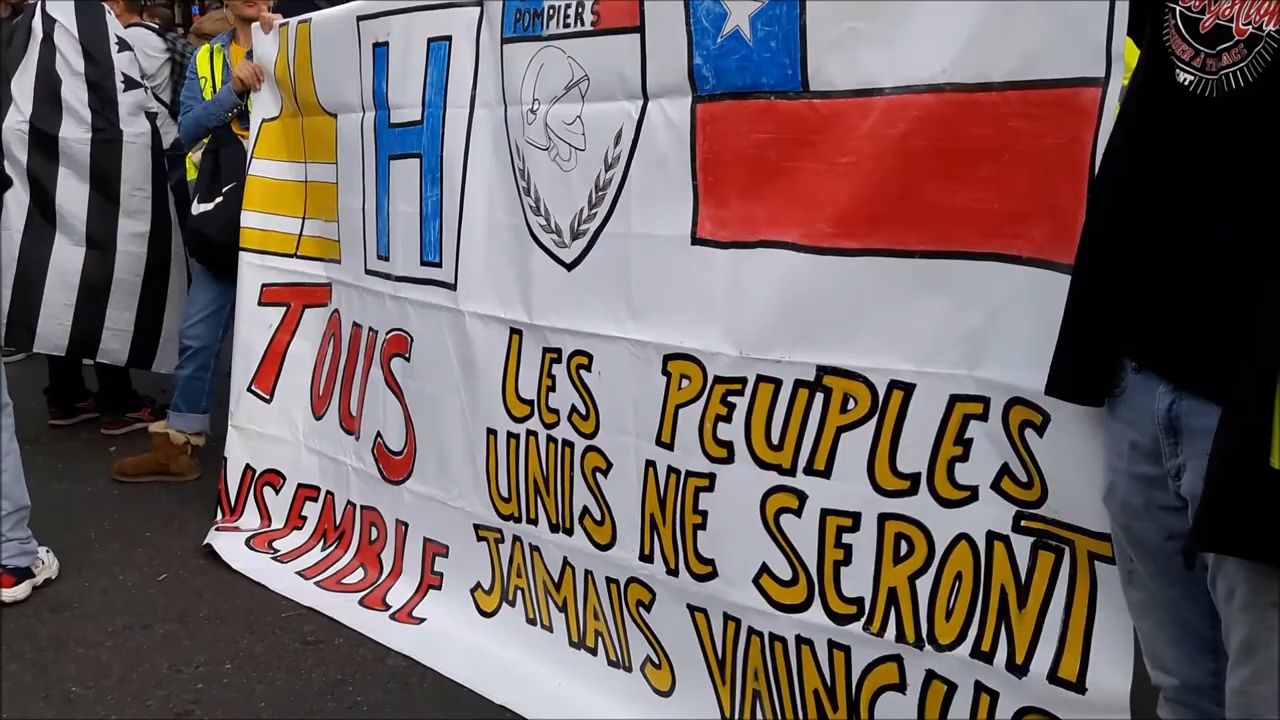 POMPIERS
H
TOUS
ENSEMBLE
LES PEUPLES
UNIS NE SERONT
JAMAIS VAINCUS